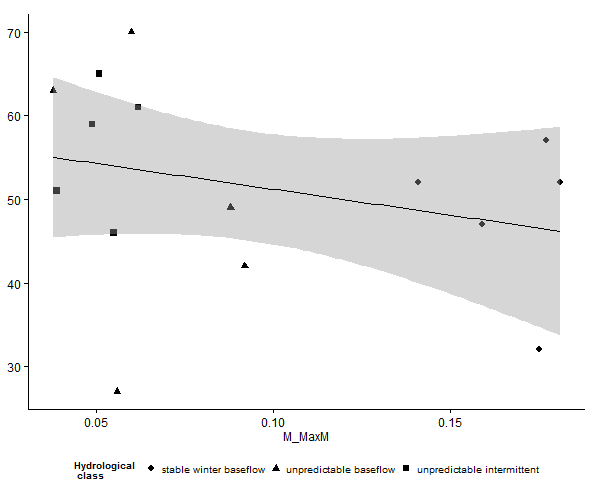 70
60
50
40
30
0.05 0.10 0.15
M_MaxM
Hydrological
class
stable winter baseflow unpredictable baseflow unpredictable intermittent